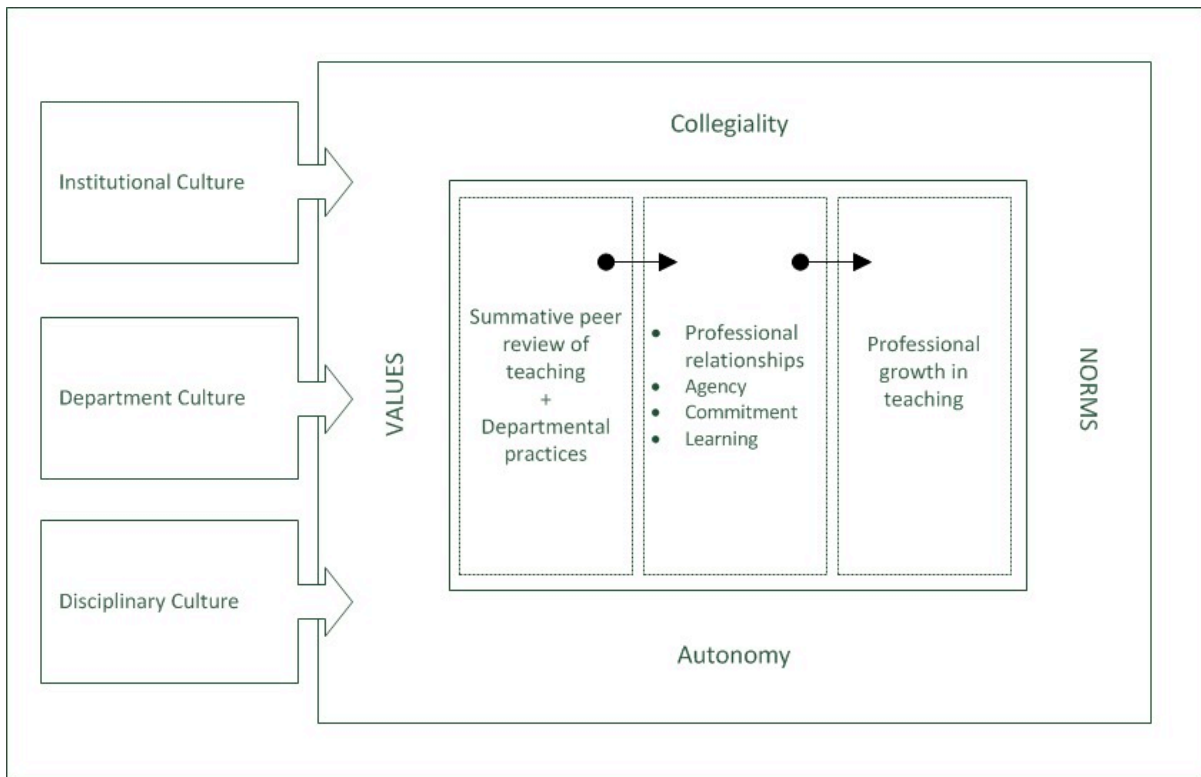 Collegiality
Institutional Culture
Department Culture
Disciplinary Culture
VALUES
Summative peer
review of
teaching
+
Departmental
practices
• Professional
relationships
• Agency
• Commitment
• Learning
Professional
growth in
teaching
NORMS
Autonomy